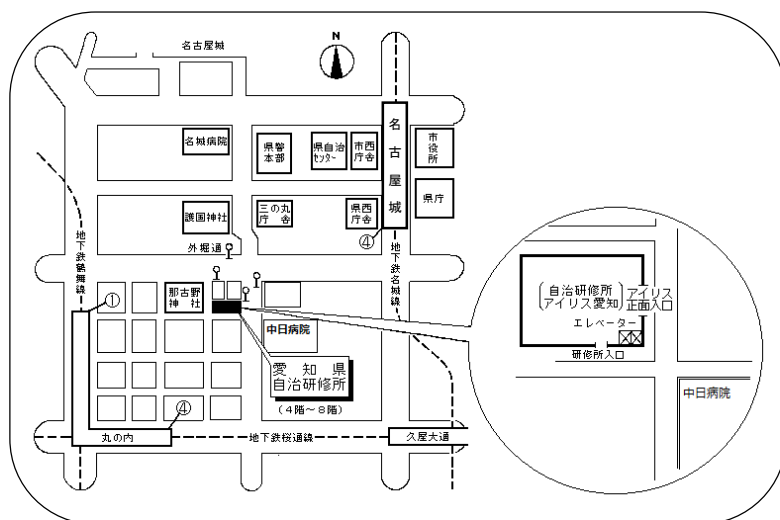 名古屋城
N
名城病院
県警
本部
県自治
センター
市西
庁舎
名古屋城
市役所
護国神社
三の丸
庁舎
県西
庁舎
県庁
④
外堀通
地下鉄鶴舞線
地下鉄名城線
①
那古野
神社
中日病院
愛知県
自治研修所
(4階~8階)
④
丸の内
地下鉄桜通線
久屋大通
自治研修所
アイリス愛知
アイリス
正面入口
エレベーター
研修所入口
中日病院